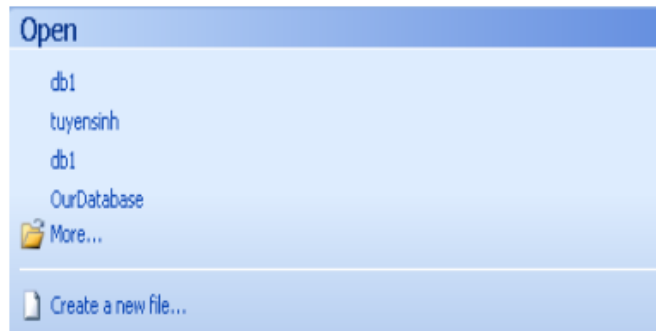 Open
db1
tuyensinh
db1
OurDatabase
More...
Create a new file...